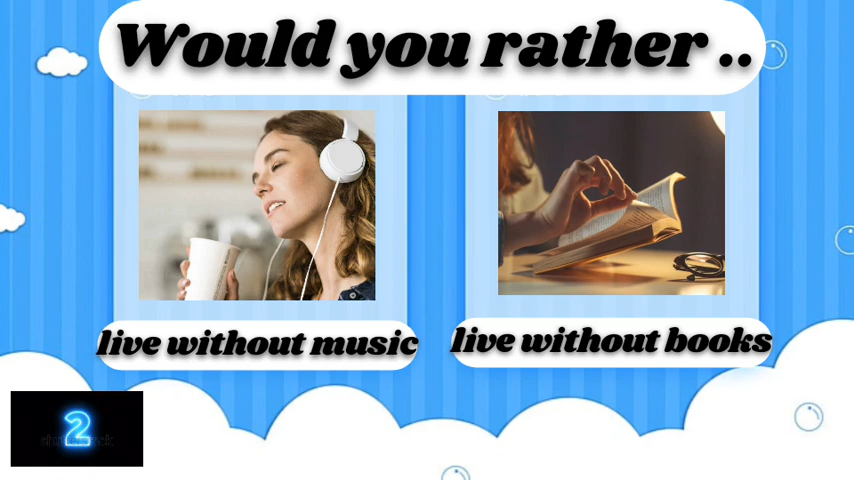 Would you rather ..
live without music
live without books
2